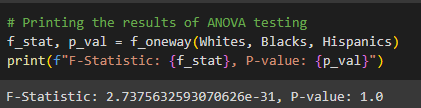 # Printing the results of ANOVA testing
f_stat, p_val = f_oneway(Whites, Blacks, Hispanics)
print(f"F-Statistic: {f_stat}, P-value: {p_val}")
F-Statistic: 2.7375632593070626e-31, P-value: 1.0